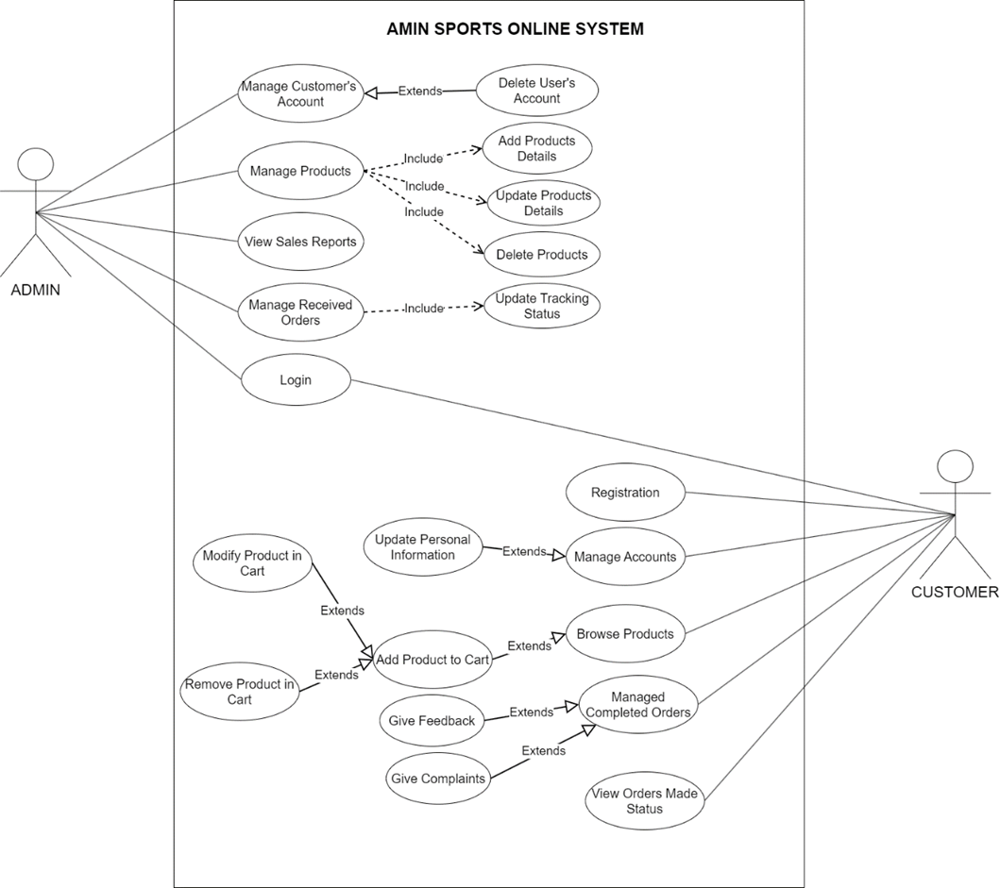 AMIN SPORTS ONLINE SYSTEM
Manage Customer's
Account
Extends
Delete User's
Account
Manage Products
Include
Add Products
Details
Include
Update Products
Details
Include
Delete Products
View Sales Reports
ADMIN
Manage Received
Orders
Include
Update Tracking
Status
Login
Registration
Update Personal
Information
Extends
Manage Accounts
CUSTOMER
Modify Product in
Cart
Extends
Browse Products
Extends
Add Product to Cart
Extends
Remove Product in
Cart
Managed
Completed Orders
Extends
Give Feedback
Extends
Give Complaints
View Orders Made
Status